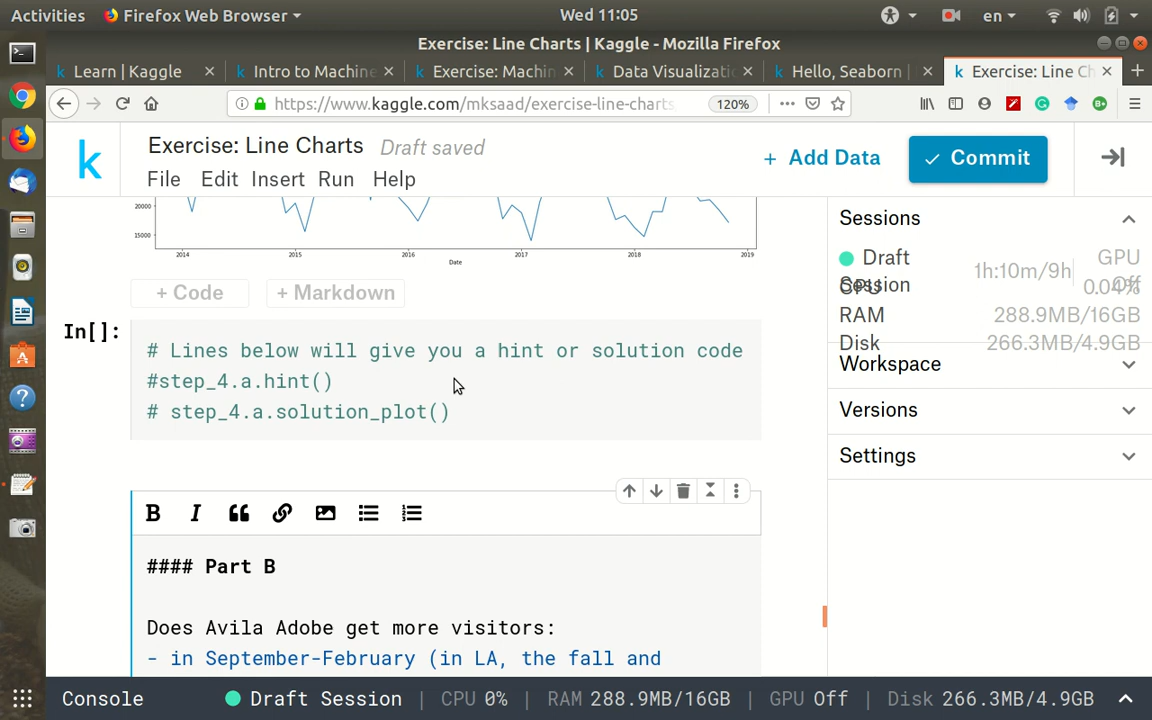 Activities Firefox Web Browser Wed 11:05 en
Exercise: Line Charts | Kaggle - Mozilla Firefox
k Learn | Kaggle k Intro to Machine k Exercise: Machin k Data Visualizatio k Hello, Seaborn | k Exercise: Line Ch
https://www.kaggle.com/mksaad/exercise-line-charts 120%
k Exercise: Line Charts Draft saved
+ Add Data
Commit
File Edit Insert Run Help
20000
15000
2014 2015 2016 2017 2018 2019
Date
+ Code + Markdown
In[]:
# Lines below will give you a hint or solution code
#step_4.a.hint()
# step_4.a.solution_plot()
B I
#### Part B
Does Avila Adobe get more visitors:
- in September-February (in LA, the fall and
Sessions
Draft Session 1h:10m/9h GPU Off
CPU 0.04%
RAM 288.9MB/16GB
Disk 266.3MB/4.9GB
Workspace
Versions
Settings
Console Draft Session | CPU 0% | RAM 288.9MB/16GB | GPU Off | Disk 266.3MB/4.9GB